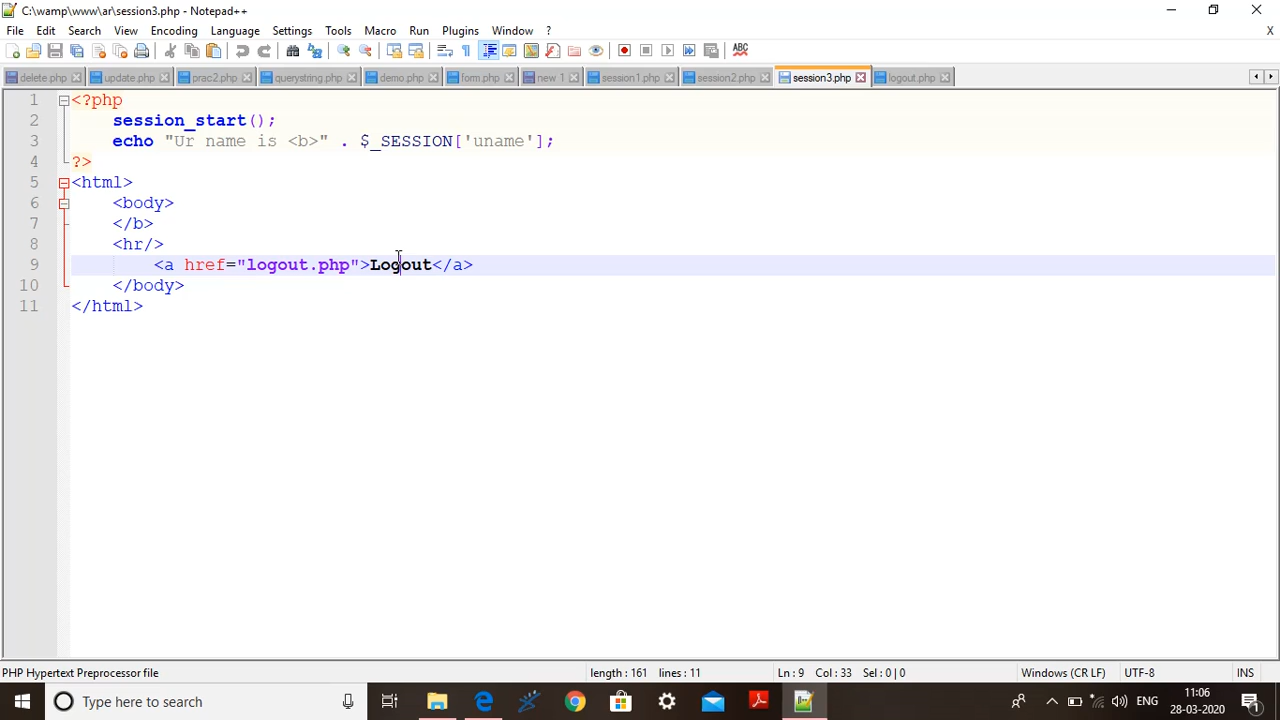 C:\wamp\www\ar\session3.php - Notepad++
File Edit Search View Encoding Language Settings Tools Macro Run Plugins Window ? X
delete.php update.php prac2.php querystring.php demo.php form.php new 1 session1.php session2.php session3.php logout.php
1 <?php
2 session_start();
3 echo "Ur name is <b>" . $_SESSION['uname'];
4 ?>
5 <html>
6 <body>
7 </b>
8 <hr/>
9 <a href="logout.php">Logout</a>
10 </body>
11 </html>
PHP Hypertext Preprocessor file length : 161 lines : 11 Ln : 9 Col : 33 Sel : 0 | 0 Windows (CR LF) UTF-8 INS
Type here to search ENG 11:06
28-03-2020 1